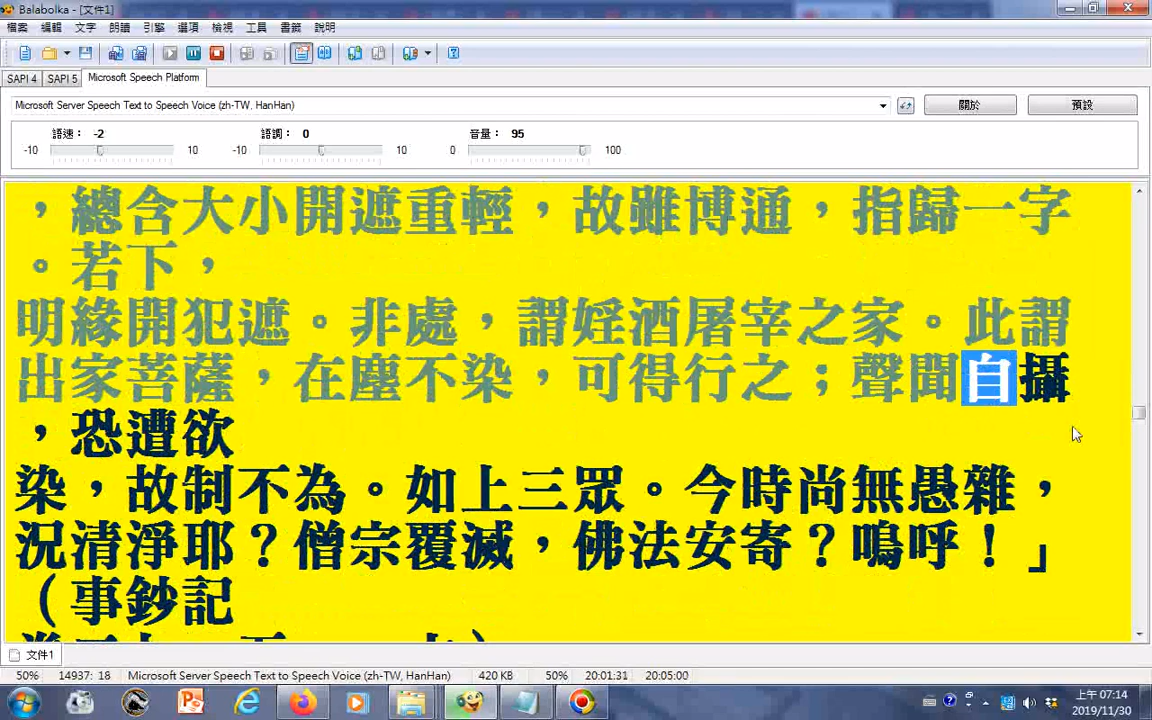 Balabolka - [文件1]
檔案 編輯 文字 朗讀 引擎 選項 檢視 工具 書籤 說明
SAPI 4 SAPI 5 Microsoft Speech Platform
Microsoft Server Speech Text to Speech Voice (zh-TW, HanHan)
關於 預設
語速： -2 語調： 0 音量： 95
-10 10 -10 10 0 100
，總含大小開遮重輕，故雖博通，指歸一字
。若下，
明緣開犯遮。非處，謂婬酒屠宰之家。此謂
出家菩薩，在塵不染，可得行之；聲聞自攝
，恐遭欲
染，故制不為。如上三眾。今時尚無愚雜，
況清淨耶？僧宗覆滅，佛法安寄？嗚呼！」
（事鈔記
文件1
50% 14937: 18 Microsoft Server Speech Text to Speech Voice (zh-TW, HanHan) 420 KB 50% 20:01:31 20:05:00
上午 07:14
2019/11/30